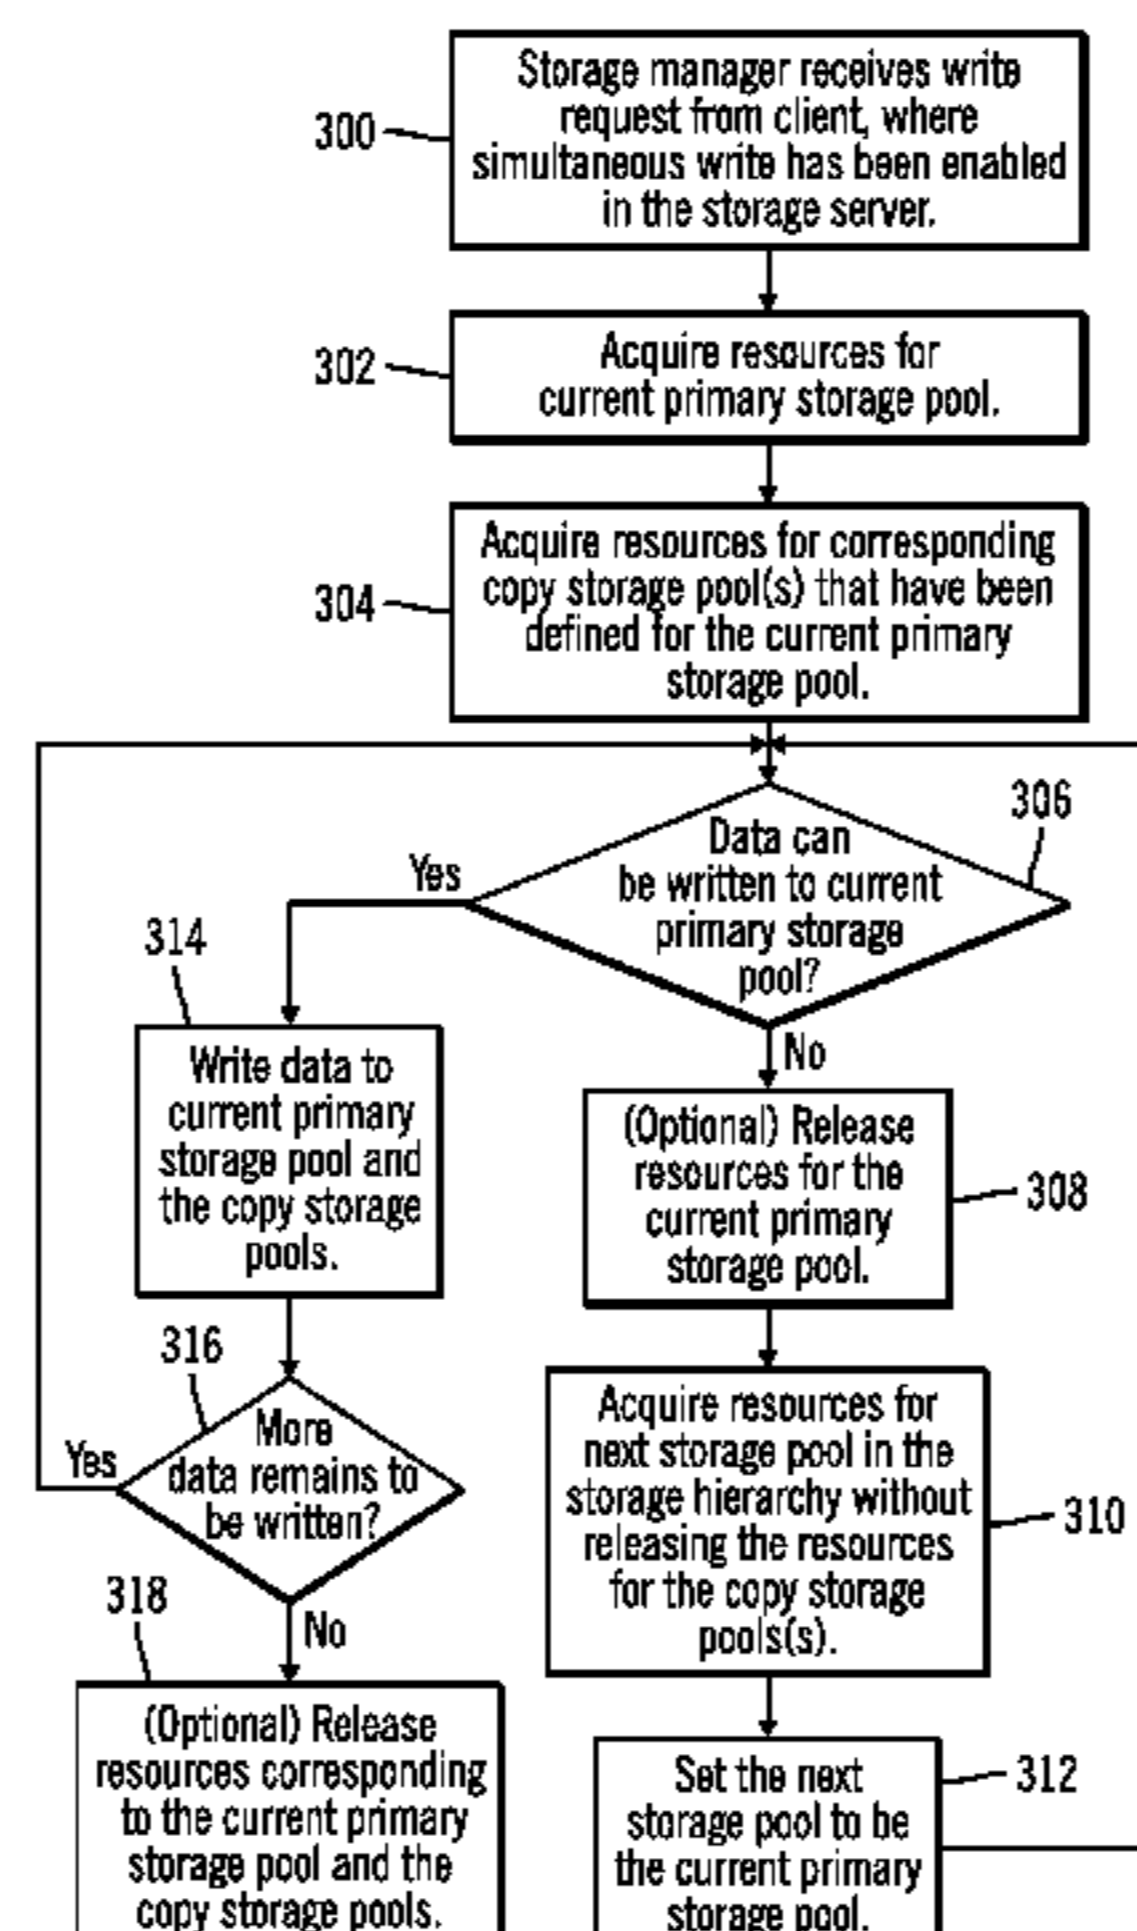 300
Storage manager receives write
request from client, where
simultaneous write has been enabled
in the storage server.
302
Acquire resources for
current primary storage pool.
304
Acquire resources for corresponding
copy storage pool(s) that have been
defined for the current primary
storage pool.
306
Data can
be written to current
primary storage
pool?
Yes
No
314
Write data to
current primary
storage pool and
the copy storage
pools.
308
(Optional) Release
resources for the
current primary
storage pool.
316
More
data remains to
be written?
Yes
No
310
Acquire resources for
next storage pool in the
storage hierarchy without
releasing the resources
for the copy storage
pools(s).
318
(Optional) Release
resources corresponding
to the current primary
storage pool and the
copy storage pools.
312
Set the next
storage pool to be
the current primary
storage pool.